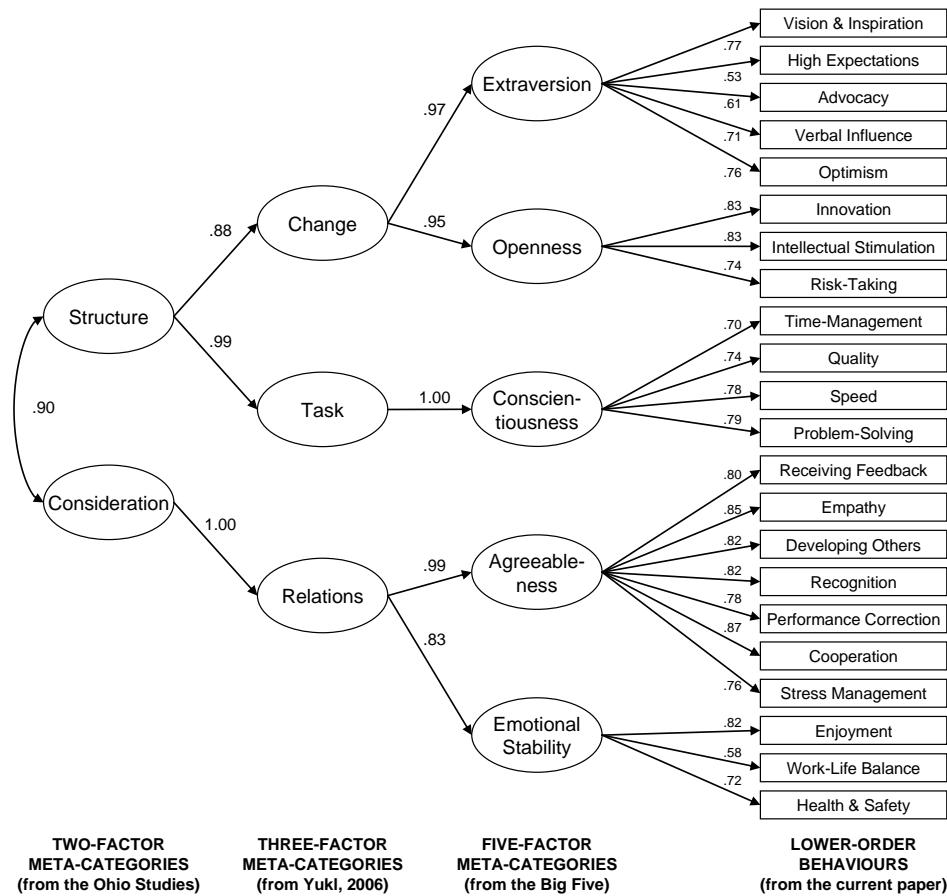 Vision & Inspiration
.77
High Expectations
.53
Advocacy
.61
Verbal Influence
.71
Optimism
.76
Extraversion
.97
Innovation
.83
Intellectual Stimulation
.83
Risk-Taking
.74
Openness
.95
Change
.88
Structure
.99
Time-Management
.70
Quality
.74
Speed
.78
Problem-Solving
.79
Conscien-
tiousness
1.00
Task
.90
Consideration
1.00
Receiving Feedback
.80
Empathy
.85
Developing Others
.82
Recognition
.82
Performance Correction
.78
Cooperation
.87
Stress Management
.76
Agreeable-
ness
.99
Relations
.83
Emotional
Stability
Enjoyment
.82
Work-Life Balance
.58
Health & Safety
.72
TWO-FACTOR
META-CATEGORIES
(from the Ohio Studies)
THREE-FACTOR
META-CATEGORIES
(from Yukl, 2006)
FIVE-FACTOR
META-CATEGORIES
(from the Big Five)
LOWER-ORDER
BEHAVIOURS
(from the current paper)